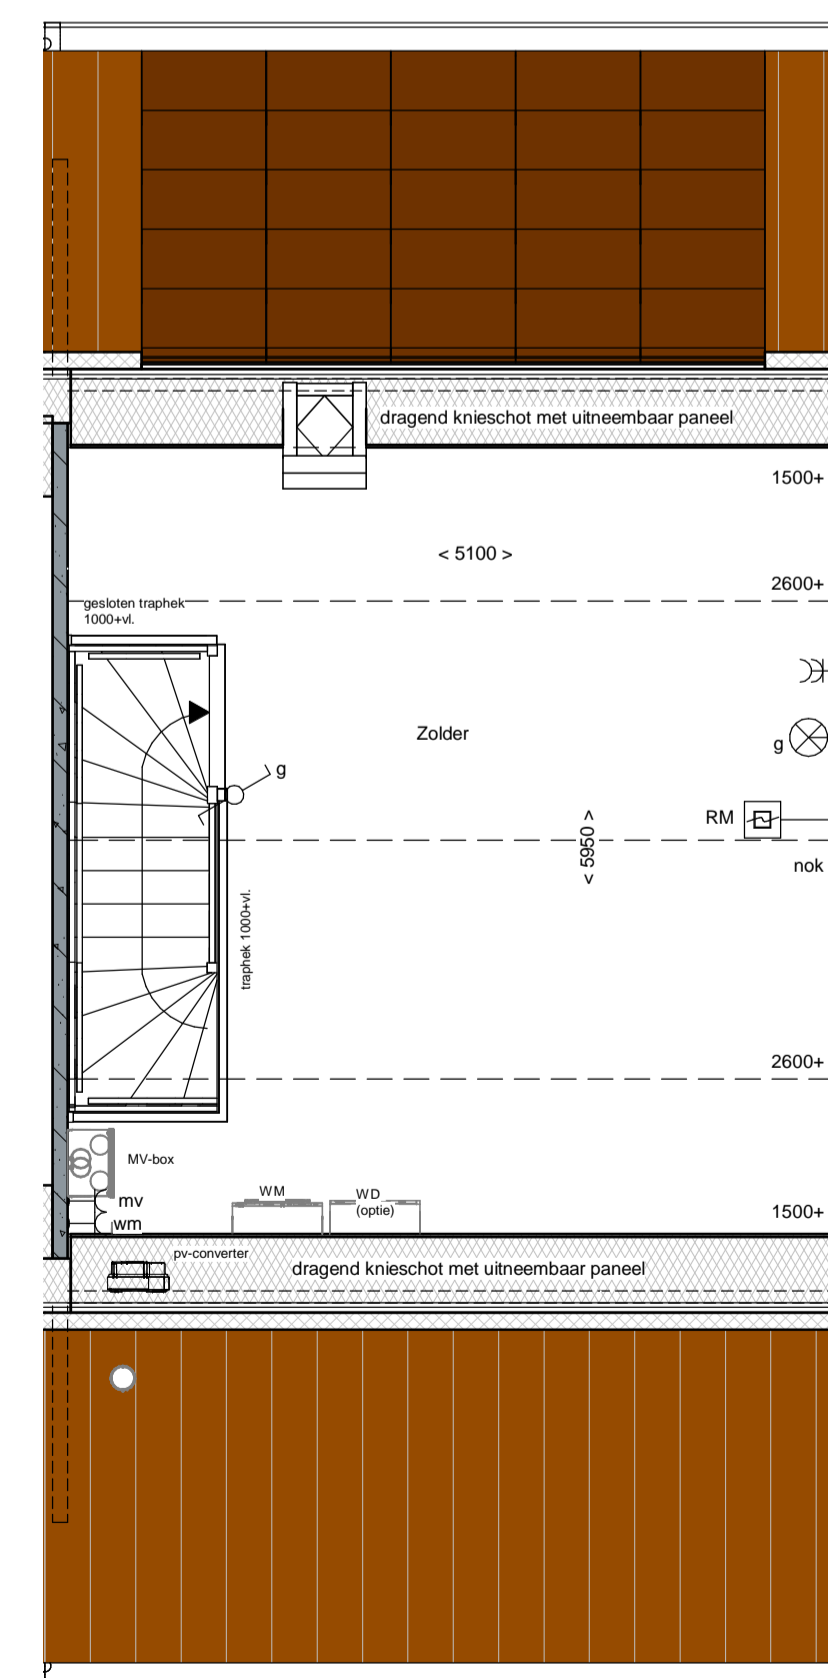 dragend knieschot met uitneembaar paneel
1500+
< 5100 >
2600+
gesloten traphek
1000+vl.
Zolder
g
g
RM
< 5950 >
nok
traphek 1000+vl.
2600+
MV-box
mv
wm
WM
WD
(optie)
1500+
pv-converter
dragend knieschot met uitneembaar paneel